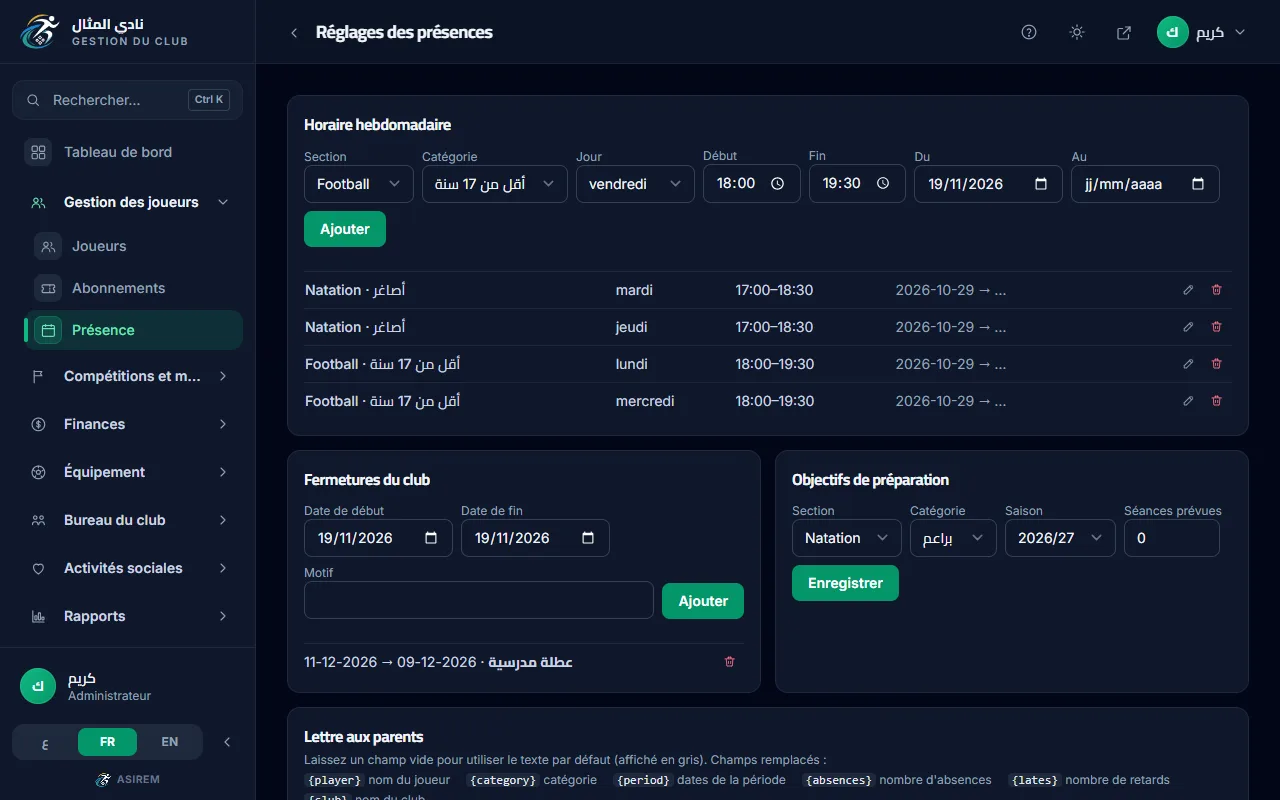 نادي المثال
GESTION DU CLUB
Rechercher... Ctrl K
Tableau de bord
Gestion des joueurs
Joueurs
Abonnements
Présence
Compétitions et m...
Finances
Équipement
Bureau du club
Activités sociales
Rapports
ك كريم
Administrateur
ع FR EN
ASIREM
Réglages des présences
ك كريم
Horaire hebdomadaire
Section Catégorie Jour Début Fin Du Au
Football أقل من 17 سنة vendredi 18:00 19:30 19/11/2026 jj/mm/aaaa
Ajouter
Natation · أصاغر mardi 17:00–18:30 2026-10-29 → ...
Natation · أصاغر jeudi 17:00–18:30 2026-10-29 → ...
Football · أقل من 17 سنة lundi 18:00–19:30 2026-10-29 → ...
Football · أقل من 17 سنة mercredi 18:00–19:30 2026-10-29 → ...
Fermetures du club
Date de début Date de fin
19/11/2026 19/11/2026
Motif
Ajouter
11-12-2026 → 09-12-2026 · عطلة مدرسية
Objectifs de préparation
Section Catégorie Saison Séances prévues
Natation براعم 2026/27 0
Enregistrer
Lettre aux parents
Laissez un champ vide pour utiliser le texte par défaut (affiché en gris). Champs remplacés :
{player} nom du joueur {category} catégorie {period} dates de la période {absences} nombre d'absences {lates} nombre de retards
{club} nom du club